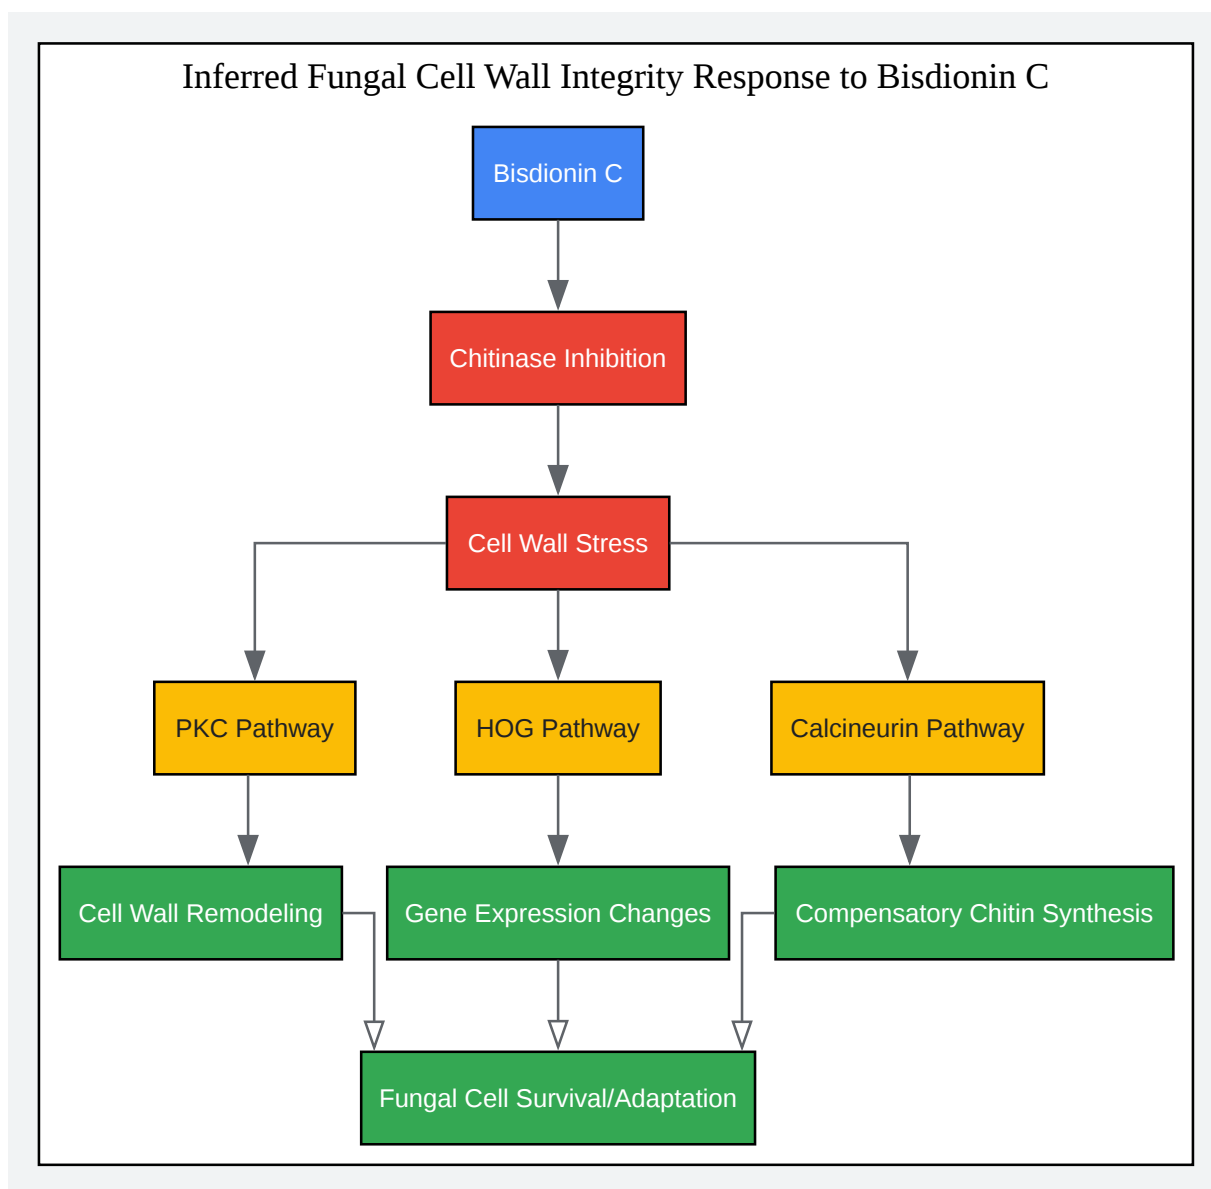 Inferred Fungal Cell Wall Integrity Response to Bisdionin C
Bisdionin C
Chitinase Inhibition
Cell Wall Stress
PKC Pathway
HOG Pathway
Calcineurin Pathway
Cell Wall Remodeling
Gene Expression Changes
Compensatory Chitin Synthesis
Fungal Cell Survival/Adaptation